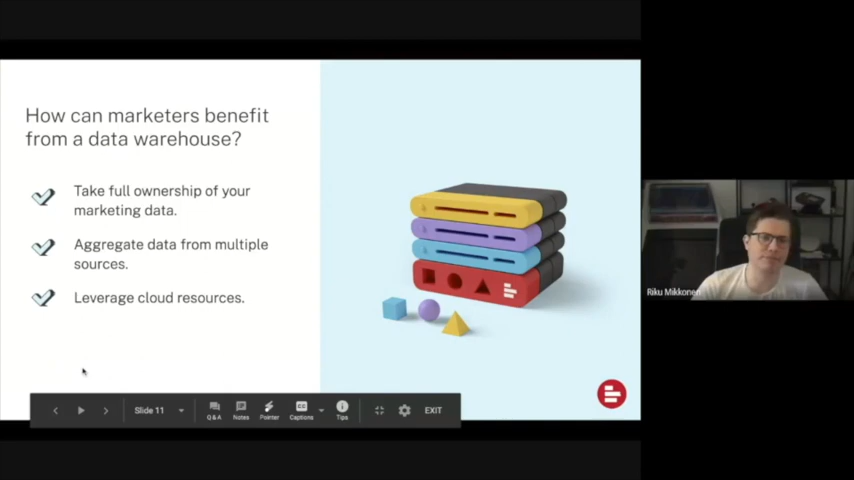 How can marketers benefit
from a data warehouse?
Take full ownership of your
marketing data.
Aggregate data from multiple
sources.
Leverage cloud resources.
Riku Mikkonen
Slide 11
Q&A
Notes
Pointer
CC
Captions
Tips
EXIT